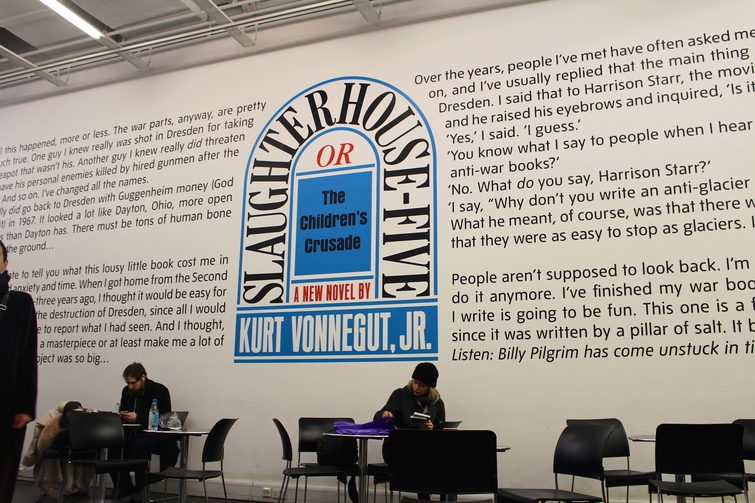 this happened, more or less. The war parts, anyway, are pretty
uch true. One guy I knew really was shot in Dresden for taking
eapot that wasn't his. Another guy I knew really did threaten
ave his personal enemies killed by hired gunmen after the
And so on. I've changed all the names.
ly did go back to Dresden with Guggenheim money (God
it) in 1967. It looked a lot like Dayton, Ohio, more open
s than Dayton has. There must be tons of human bone
he ground...
te to tell you what this lousy little book cost me in
anxiety and time. When I got home from the Second
three years ago, I thought it would be easy for
the destruction of Dresden, since all I would
e to report what I had seen. And I thought,
a masterpiece or at least make me a lot of
bject was so big...
SLAUGHTERHOUSE-FIVE
OR
The
Children's
Crusade
A NEW NOVEL BY
KURT VONNEGUT, JR.
Over the years, people I've met have often asked me
on, and I've usually replied that the main thing
Dresden. I said that to Harrison Starr, the movi
and he raised his eyebrows and inquired, 'Is it
'Yes,' I said. 'I guess.'
'You know what I say to people when I hear
anti-war books?'
'No. What do you say, Harrison Starr?'
'I say, "Why don't you write an anti-glacier
What he meant, of course, was that there w
that they were as easy to stop as glaciers. I
People aren't supposed to look back. I'm
do it anymore. I've finished my war boo
I write is going to be fun. This one is a f
since it was written by a pillar of salt. It b
Listen: Billy Pilgrim has come unstuck in ti